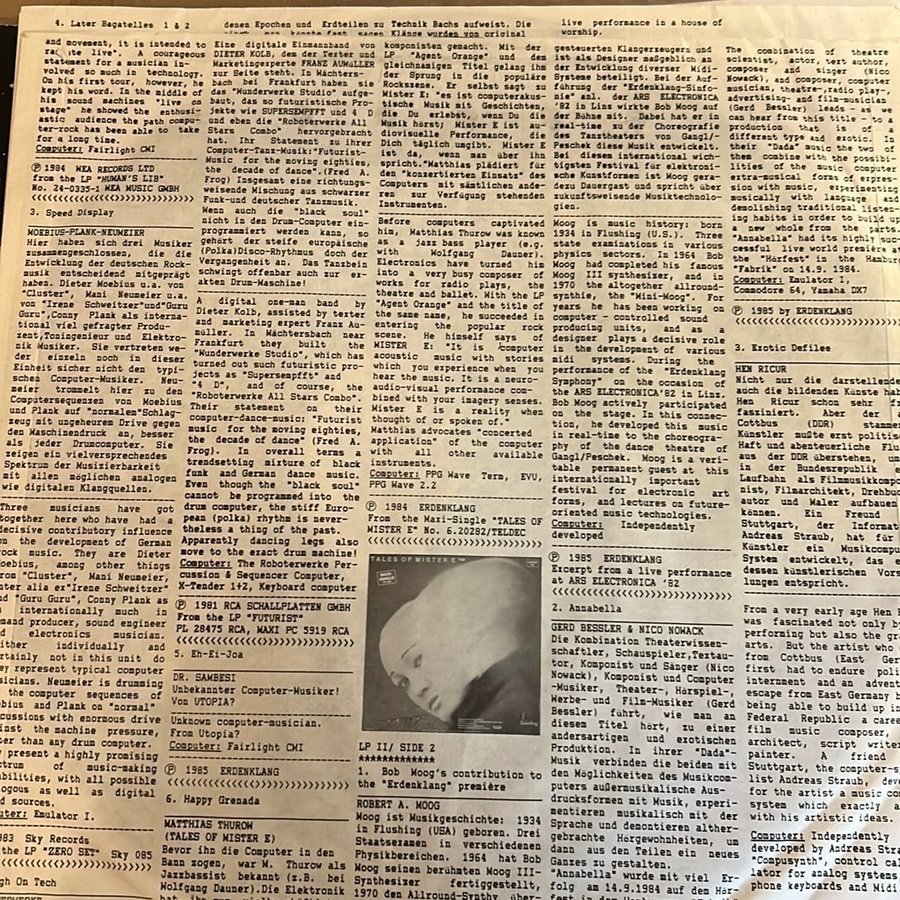 4. Later Bagatelles 1 & 2
and movement, it is intended to
statement for a musician in-
volved so much in technology.
On his first tour, however, he
kept his word. In the middle of
his sound machines "live on
stage" he showed the enthusi-
astic audience the path compu-
ter-rock has been able to take
for a long time.
Computer: Fairlight CMI
Ⓟ 1984 WEA RECORDS LTD
from the LP "HUMAN'S LIB"
No. 24-0335-1 WEA MUSIC GMBH
3. Speed Display
MOEBIUS-PLANK-NEUMEIER
Hier haben sich drei Musiker
zusammengeschlossen, die die
Entwicklung der deutschen Rock-
musik entscheidend mitgeprägt
haben. Dieter Moebius u.a. von
"Cluster", Mani Neumeier u.a.
von "Irene Schweitzer"und"Guru
Guru",Conny Plank als interna-
tional viel gefragter Produ-
zent,Toningenieur und Elektro-
nik Musiker. Sie vertreten we-
der einzeln noch in dieser
Einheit sicher nicht den typi-
schen Computer-Musiker. Neu-
meier trommelt hier zu den
Computersequenzen von Moebius
und Plank auf "normalem"Schlag-
zeug mit ungeheurem Drive gegen
den Maschinendruck an, besser
als jeder Drumcomputer. Sie
zeigen ein vielversprechendes
Spektrum der Musizierbarkeit
mit allen möglichen analogen
wie digitalen Klangquellen.
Three musicians have got
together here who have had a
decisive contributory influence
on the development of German
rock music. They are Dieter
Moebius, among other things
from "Cluster", Mani Neumeier,
inter alia ex"Irene Schweitzer"
and "Guru Guru", Conny Plank as
internationally much in
demand producer, sound engineer
electronics musician.
either individually and
certainly not in this unit do
they represent typical computer
musicians. Neumeier is drumming
the computer sequences of
Moebius and Plank on "normal"
percussions with enormous drive
against the machine pressure,
better than any drum computer.
They present a highly promising
spectrum of music-making
abilities, with all possible
analogous as well as digital
sound sources,
Computer: Emulator I.
1983 Sky Records
the LP "ZERO SET" Sky 085
High On Tech
denen Epochen und Erdteilen zu Technik Bachs aufweist. Die
man könnte fast sagen Klänge wurden von original
Eine digitale Einmannband von
DIETER KOLB, dem der Texter und
Marketingexperte FRANZ AUMÜLLER
zur Seite steht. In Wächters-
bach bei Frankfurt haben sie
das "Wunderwerke Studio" aufge-
baut, das so futuristische Pro-
jekte wie SUPERSEMPFT und 4 D
und eben die "Roboterwerke All
Stars Combo" hervorgebracht
hat. Ihr Statement zu ihrer
Computer-Tanz-Musik:"Futurist-
Music for the moving eighties,
the decade of dance".(Fred A.
Frog) Insgesamt eine richtungs-
weisende Mischung aus schwarzer
Funk-und deutscher Tanzmusik.
Wenn auch die "black soul"
nicht in den Drum-Computer ein-
programmiert werden kann, so
gehört der steife europäische
(Polka)Disco-Rhythmus doch der
Vergangenheit an. Das Tanzbein
schwingt offenbar auch zur ex-
akten Drum-Maschine!
A digital one-man band by
Dieter Kolb, assisted by texter
and marketing expert Franz Au-
müller. In Wächtersbach near
Frankfurt they built the
"Wunderwerke Studio", which has
turned out such futuristic pro-
jects as "Supersempfft" and
"4 D", and of course, the
"Roboterwerke All Stars Combo".
Their statement on their
computer-dance-music: "Futurist
music for the moving eighties,
the decade of dance" (Fred A.
Frog). In overall terms a
trendsetting mixture of black
funk and German dance music.
Even though the "black soul"
cannot be programmed into the
drum computer, the stiff Euro-
pean (polka) rhythm is never-
theless a thing of the past.
Apparently dancing legs also
move to the exact drum machine!
Computer: The Roboterwerke Per-
cussion & Sequencer Computer,
X-Tender 1+2, Keyboard computer
Ⓟ 1981 RCA SCHALLPLATTEN GMBH
From the LP "FUTURIST"
PL 28475 RCA, MAXI PC 5919 RCA
5. Eh-Ei-Joa
DR. SAMBESI
Unbekannter Computer-Musiker!
Von UTOPIA?
Unknown computer-musician.
From Utopia?
Computer: Fairlight CMI
Ⓟ 1985 ERDENKLANG
6. Happy Grenada
MATTHIAS THUROW
(TALES OF MISTER E)
Bevor ihn die Computer in den
Bann zogen, war M. Thurow als
Jazzbassist bekannt (z.B. bei
Wolfgang Dauner).Die Elektronik
komponisten gemacht. Mit der
LP "Agent Orange" und dem
gleichnamigen Titel gelang ihm
der Sprung in die populäre
Rockszene. Er selbst sagt zu
Mister E: "es ist computerakus-
tische Musik mit Geschichten,
die Du erlebst, wenn Du die
Musik hörst; Mister E ist au-
diovisuelle Performance, die
Dich täglich umgibt. Mister E
ist da, wenn man über ihn
spricht."Matthias plädiert für
den "konzertierten Einsatz" des
Computers mit sämtlichen ande-
ren zur Verfügung stehenden
Instrumenten.
Before computers captivated
him, Matthias Thurow was known
as a jazz bass player (e.g.
with Wolfgang Dauner).
Electronics have turned him
into a very busy composer of
works for radio plays, the
theatre and ballet. With the LP
"Agent Orange" and the title of
the same name, he succeeded in
entering the popular rock
scene. He himself says of
MISTER E: "It is computer
acoustic music with stories
which you experience when you
hear the music. It is a neuro-
audio-visual performance com-
bined with your imagery senses.
Mister E is a reality when
thought of or spoken of."
Matthias advocates "concerted
application" of the computer
with all other available
instruments.
Computer: PPG Wave Term, EVU,
PPG Wave 2.2
Ⓟ 1984 ERDENKLANG
From the Maxi-Single "TALES OF
MISTER E" No. 6.20282/TELDEC
TALES OF MISTER E
LP II/ SIDE 2
*************
1. Bob Moog's contribution to
the "Erdenklang" première
ROBERT A. MOOG
Moog ist Musikgeschichte: 1934
in Flushing (USA) geboren. Drei
Staatsexamen in verschiedenen
Physikbereichen. 1964 hat Bob
Moog seinen berühmten Moog III-
Synthesizer fertiggestellt,
1970 den Allround-Synthy über-
live performance in a house of
worship.
gesteuerten Klangerzeugern und
ist als Designer maßgeblich an
der Entwicklung diverser Midi-
Systeme beteiligt. Bei der Auf-
führung, der "Erdenklang-Sinfo-
nie" anl. der ARS ELECTRONICA
'82 in Linz wirkte Bob Moog auf
der Bühne mit. Dabei hat er in
real-time zu der Choreografie
des Tanztheaters von Gangl/-
Peschek diese Musik entwickelt.
Bei diesem international wich-
tigsten Festival für elektroni-
sche Kunstformen ist Moog gera-
dezu Dauergast und spricht über
zukunftsweisende Musiktechnolo-
gien.
Moog is music history: born
1934 in Flushing (U.S.). Three
state examinations in various
physics sectors. In 1964 Bob
Moog had completed his famous
Moog III synthesizer, and in
1970 the altogether allround-
synthie, the "Mini-Moog". For
years he has been working on
computer - controlled sound
producing units, and as a
designer plays a decisive role
in the development of various
midi systems. During the
performance of the "Erdenklang
Symphony" on the occasion of
the ARS ELECTRONICA'82 in Linz,
Bob Moog actively participated
on the stage. In this connec-
tion, he developed this music
in real-time to the choreogra-
phy of the dance theatre of
Gangl/Peschek. Moog is a veri-
table permanent guest at this
internationally important
festival for electronic art
forms, and lectures on future-
oriented music technologies.
Computer: Independently
developed
Ⓟ 1985 ERDENKLANG
Excerpt from a live performance
at ARS ELECTRONICA '82
2. Annabella
GERD BESSLER & NICO NOWACK
Die Kombination Theaterwissen-
schaftler, Schauspieler,Textau-
tor, Komponist und Sänger (Nico
Nowack), Komponist und Computer
-Musiker, Theater-, Hörspiel-,
Werbe- und Film-Musiker (Gerd
Bessler) führt, wie man an
diesem Titel hört, zu einer
andersartigen und exotischen
Produktion. In ihrer "Dada"-
Musik verbinden die beiden mit
den Möglichkeiten des Musikcom-
puters außermusikalische Aus-
drucksformen mit Musik, experi-
mentieren musikalisch mit der
Sprache und demontieren alther-
gebrachte Hörgewohnheiten, um
dann aus den Teilen ein neues
Ganzes zu gestalten.
"Annabella" wurde mit viel Er-
folg am 14.9.1984 auf dem Hör-
The combination of theatre
scientist, actor, text author,
composer and singer (Nico
Nowack), and composer, computer
musician, theatre-, radio play-,
advertising- and film-musician
(Gerd Bessler) leads - as we
can hear from this title - to a
production that is of a
different type and exotic. In
their "Dada" music the two of
them combine with the possibi-
lities of the music computer
extra-musical forms of expres-
sion with music, experimenting
musically with language and
demolishing traditional listen-
ing habits in order to build up
a new whole from the parts.
"Annabella" had its highly suc-
cessful live world premiere at
the "Hörfest" in the Hamburg
"Fabrik" on 14.9. 1984.
Computer: Emulator I,
Commodore 64, Yamaha DX7
Ⓟ 1985 by ERDENKLANG
3. Exotic Defilee
HEN RICUR
Nicht nur die darstellende
auch die bildenden Künste hab
Hen Ricur schon sehr fr
fasziniert. Aber der a
Cottbus (DDR) stammen
Künstler mußte erst politisc
Haft und abenteuerliche Flu
aus der DDR überstehen, um
in der Bundesrepublik
Laufbahn als Filmmusikkompo
nist, Filmarchitekt, Drehbuc
autor und Maler aufbauen
können. Ein Freund
Stuttgart, der Informat
Andreas Straub, hat für
Künstler ein Musikcompu
System entwickelt, das e
dessen künstlerischen Vors
lungen entspricht.
From a very early age Hen R
was fascinated not only by
performing but also the gra
arts. But the artist who
from Cottbus (East Ger
first had to endure poli
internment and an advent
escape from East Germany b
being able to build up in
Federal Republic a caree
film music composer,
architect, script writer
painter. A friend
Stuttgart, the computer-s
list Andreas Straub, deve
for the artist a music com
system which exactly a
with his artistic ideas.
Computer: Independently
developed by Andreas Stra
"Compusynth", control cal
lator for analog systems
phone keyboards and Midi